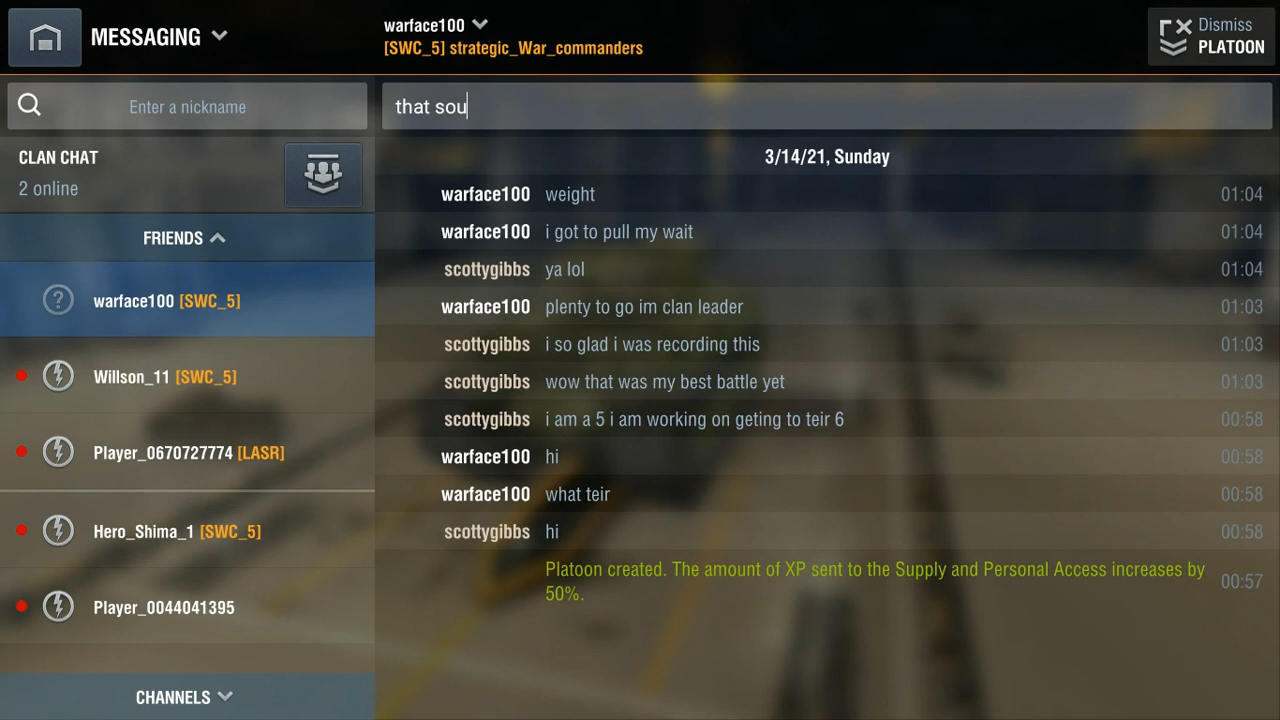 MESSAGING
warface100
[SWC_5] strategic_War_commanders
Dismiss
PLATOON
Enter a nickname
that sou
CLAN CHAT
2 online
FRIENDS
warface100 [SWC_5]
Willson_11 [SWC_5]
Player_0670727774 [LASR]
Hero_Shima_1 [SWC_5]
Player_0044041395
CHANNELS
3/14/21, Sunday
warface100 weight 01:04
warface100 i got to pull my wait 01:04
scottygibbs ya lol 01:04
warface100 plenty to go im clan leader 01:03
scottygibbs i so glad i was recording this 01:03
scottygibbs wow that was my best battle yet 01:03
scottygibbs i am a 5 i am working on geting to teir 6 00:58
warface100 hi 00:58
warface100 what teir 00:58
scottygibbs hi 00:58
Platoon created. The amount of XP sent to the Supply and Personal Access increases by
50%. 00:57